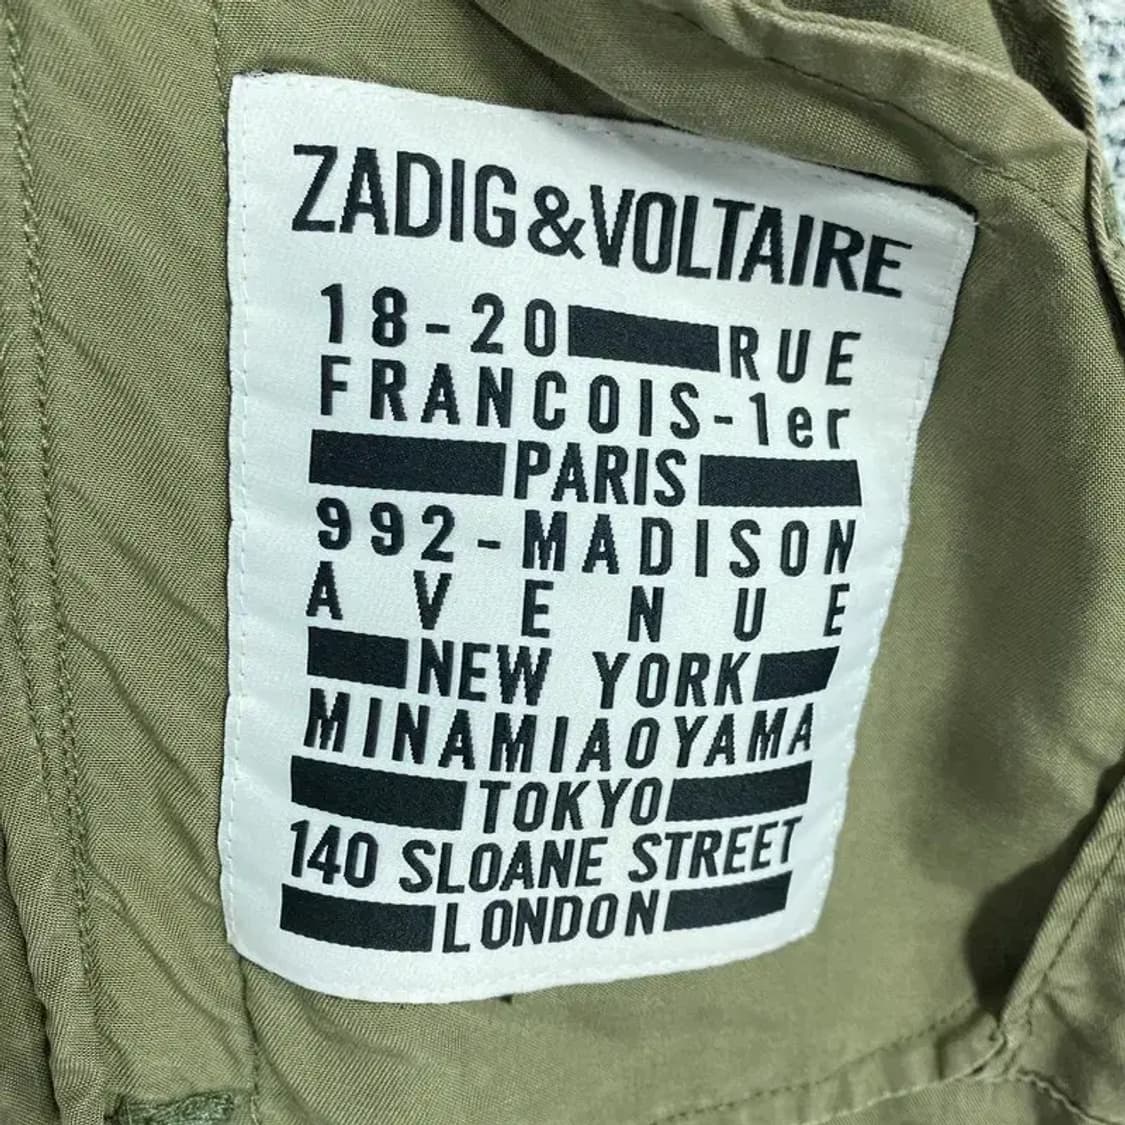 ZADIG&VOLTAIRE
18-20 RUE
FRANCOIS-1er
PARIS
992-MADISON
AVENUE
NEW YORK
MINAMIAOYAMA
TOKYO
140 SLOANE STREET
LONDON